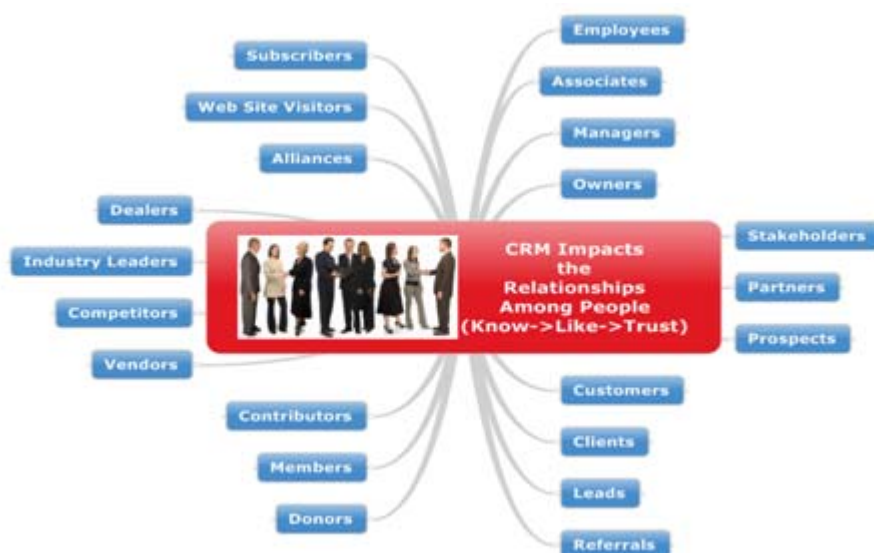 Subscribers
Web Site Visitors
Alliances
Dealers
Industry Leaders
Competitors
Vendors
Contributors
Members
Donors
CRM Impacts
the
Relationships
Among People
(Know->Like->Trust)
Employees
Associates
Managers
Owners
Stakeholders
Partners
Prospects
Customers
Clients
Leads
Referrals